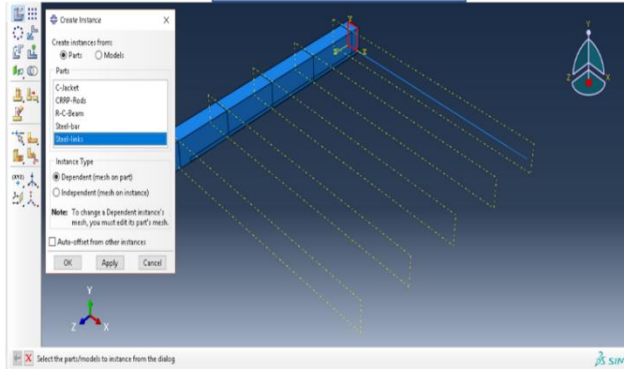 Create Instance
Create instances from:
Parts Models
Parts
C-Jacket
CRRP-Rods
R-C-Beam
Steel-bar
Steel-links
Instance Type
Dependent (mesh on part)
Independent (mesh on instance)
Note: To change a Dependent instance's
mesh, you must edit its part's mesh.
Auto-offset from other instances
OK Apply Cancel
Y
Z X
Y
Z X
Select the parts/models to instance from the dialog
SIM